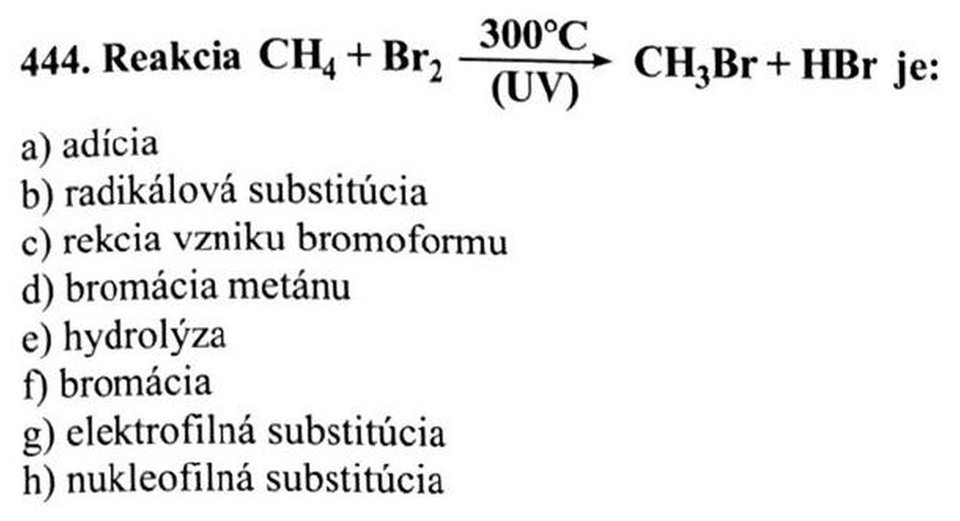 444. Reakcia CH₄ + Br₂ 300°C (UV) → CH₃Br + HBr je:
a) adícia
b) radikálová substitúcia
c) rekcia vzniku bromoformu
d) bromácia metánu
e) hydrolýza
f) bromácia
g) elektrofilná substitúcia
h) nukleofilná substitúcia